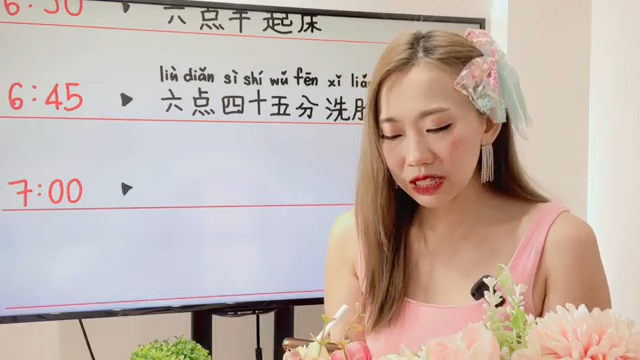 6:30 ▶ 六点半起床
liù diǎn sì shí wǔ fēn xǐ liǎ
6:45 ▶ 六点四十五分洗
7:00 ▶